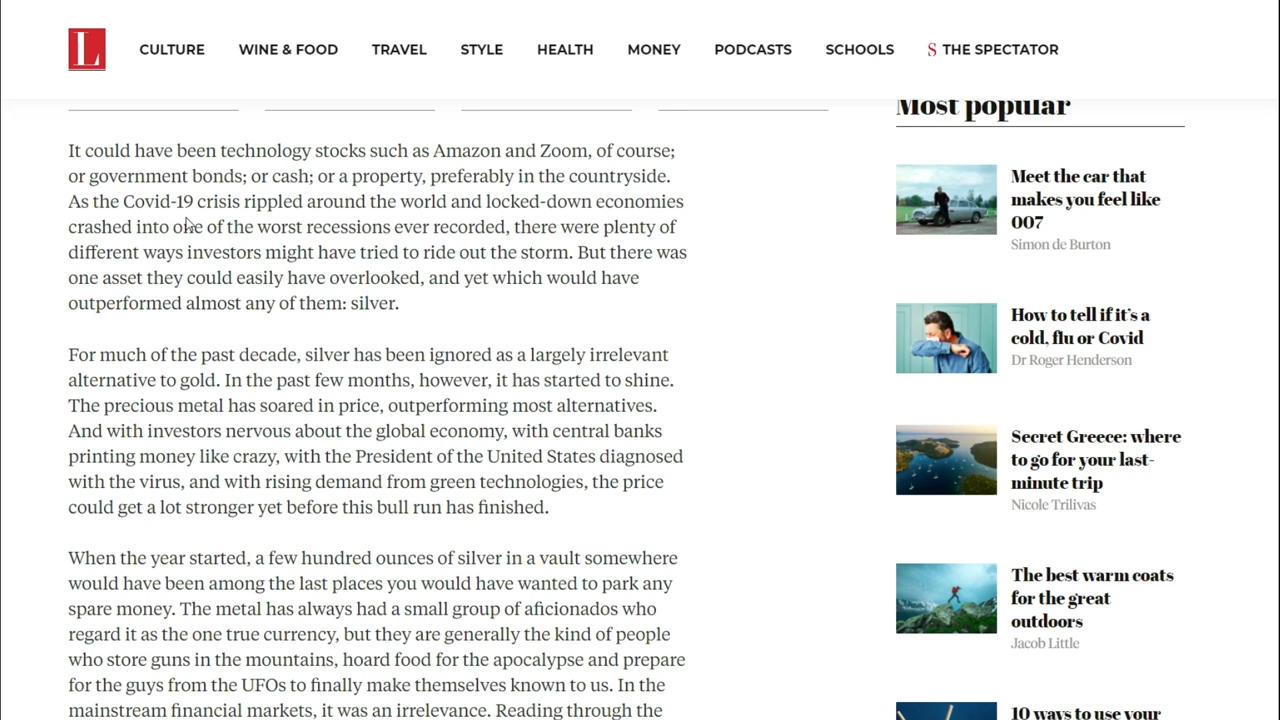 L
CULTURE
WINE & FOOD
TRAVEL
STYLE
HEALTH
MONEY
PODCASTS
SCHOOLS
S THE SPECTATOR
It could have been technology stocks such as Amazon and Zoom, of course;
or government bonds; or cash; or a property, preferably in the countryside.
As the Covid-19 crisis rippled around the world and locked-down economies
crashed into one of the worst recessions ever recorded, there were plenty of
different ways investors might have tried to ride out the storm. But there was
one asset they could easily have overlooked, and yet which would have
outperformed almost any of them: silver.
For much of the past decade, silver has been ignored as a largely irrelevant
alternative to gold. In the past few months, however, it has started to shine.
The precious metal has soared in price, outperforming most alternatives.
And with investors nervous about the global economy, with central banks
printing money like crazy, with the President of the United States diagnosed
with the virus, and with rising demand from green technologies, the price
could get a lot stronger yet before this bull run has finished.
When the year started, a few hundred ounces of silver in a vault somewhere
would have been among the last places you would have wanted to park any
spare money. The metal has always had a small group of aficionados who
regard it as the one true currency, but they are generally the kind of people
who store guns in the mountains, hoard food for the apocalypse and prepare
for the guys from the UFOs to finally make themselves known to us. In the
mainstream financial markets, it was an irrelevance. Reading through the
Most popular
Meet the car that
makes you feel like
007
Simon de Burton
How to tell if it's a
cold, flu or Covid
Dr Roger Henderson
Secret Greece: where
to go for your last-
minute trip
Nicole Trilivas
The best warm coats
for the great
outdoors
Jacob Little
10 ways to use your